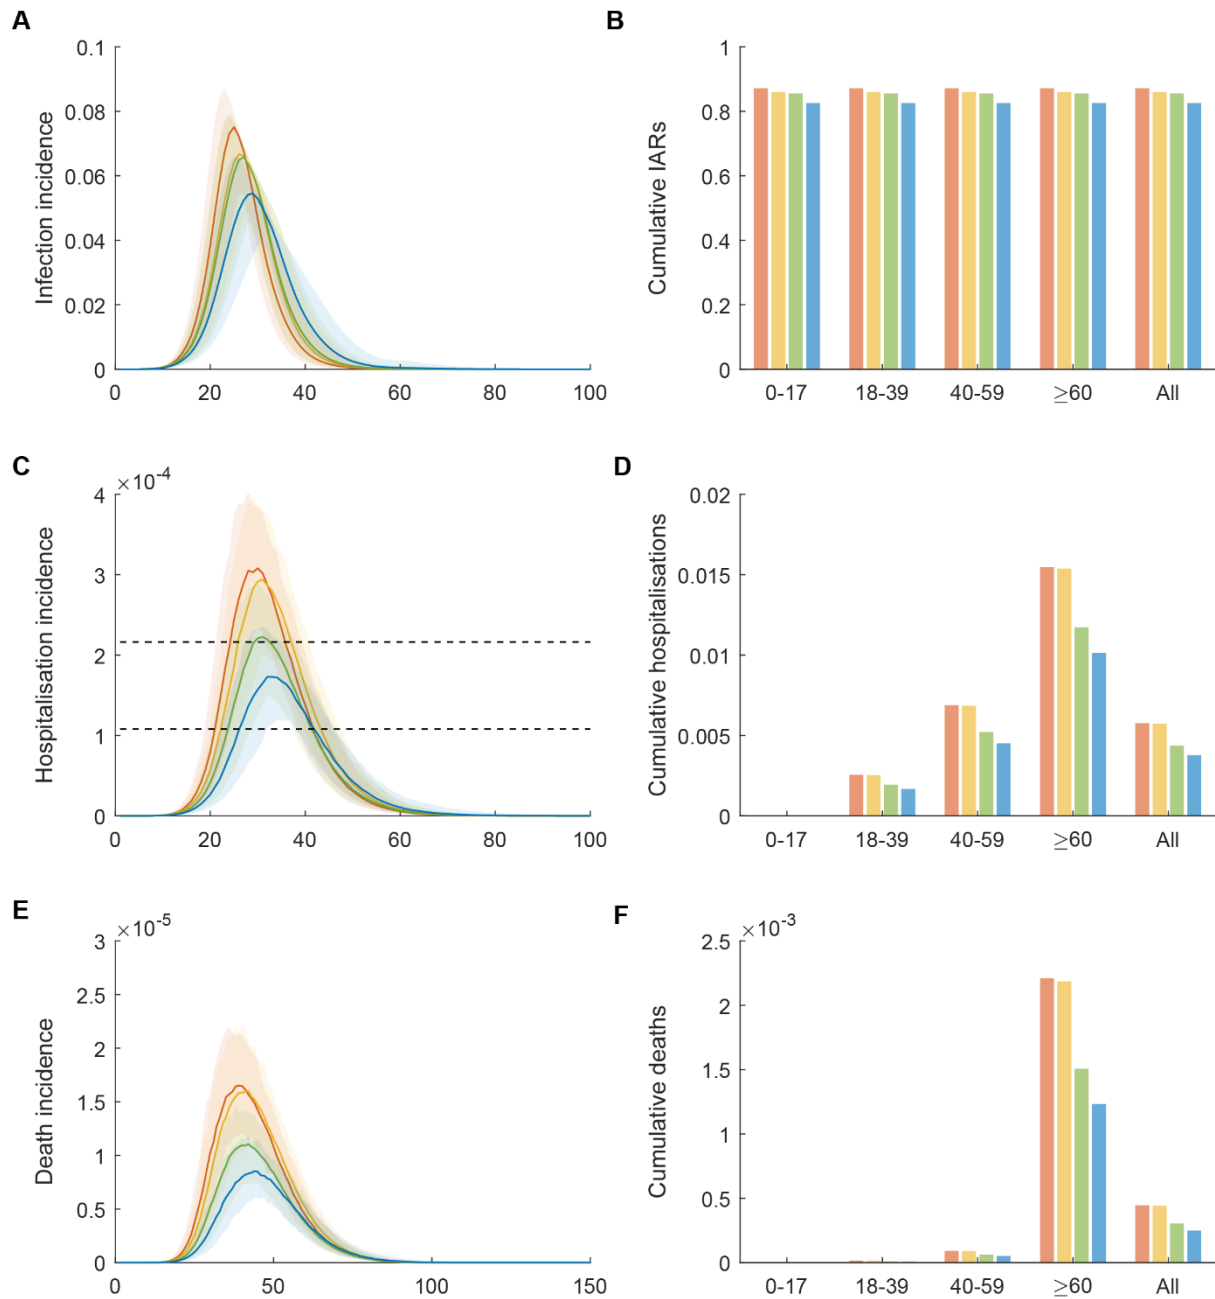 A
Infection incidence
0.1
0.08
0.06
0.04
0.02
0
0 20 40 60 80 100
B
Cumulative IARs
1
0.8
0.6
0.4
0.2
0
0-17 18-39 40-59 ≥60 All
C
×10⁻⁴
Hospitalisation incidence
4
3
2
1
0
0 20 40 60 80 100
D
Cumulative hospitalisations
0.02
0.015
0.01
0.005
0
0-17 18-39 40-59 ≥60 All
E
×10⁻⁵
Death incidence
3
2.5
2
1.5
1
0.5
0
0 50 100 150
F
×10⁻³
Cumulative deaths
2.5
2
1.5
1
0.5
0
0-17 18-39 40-59 ≥60 All